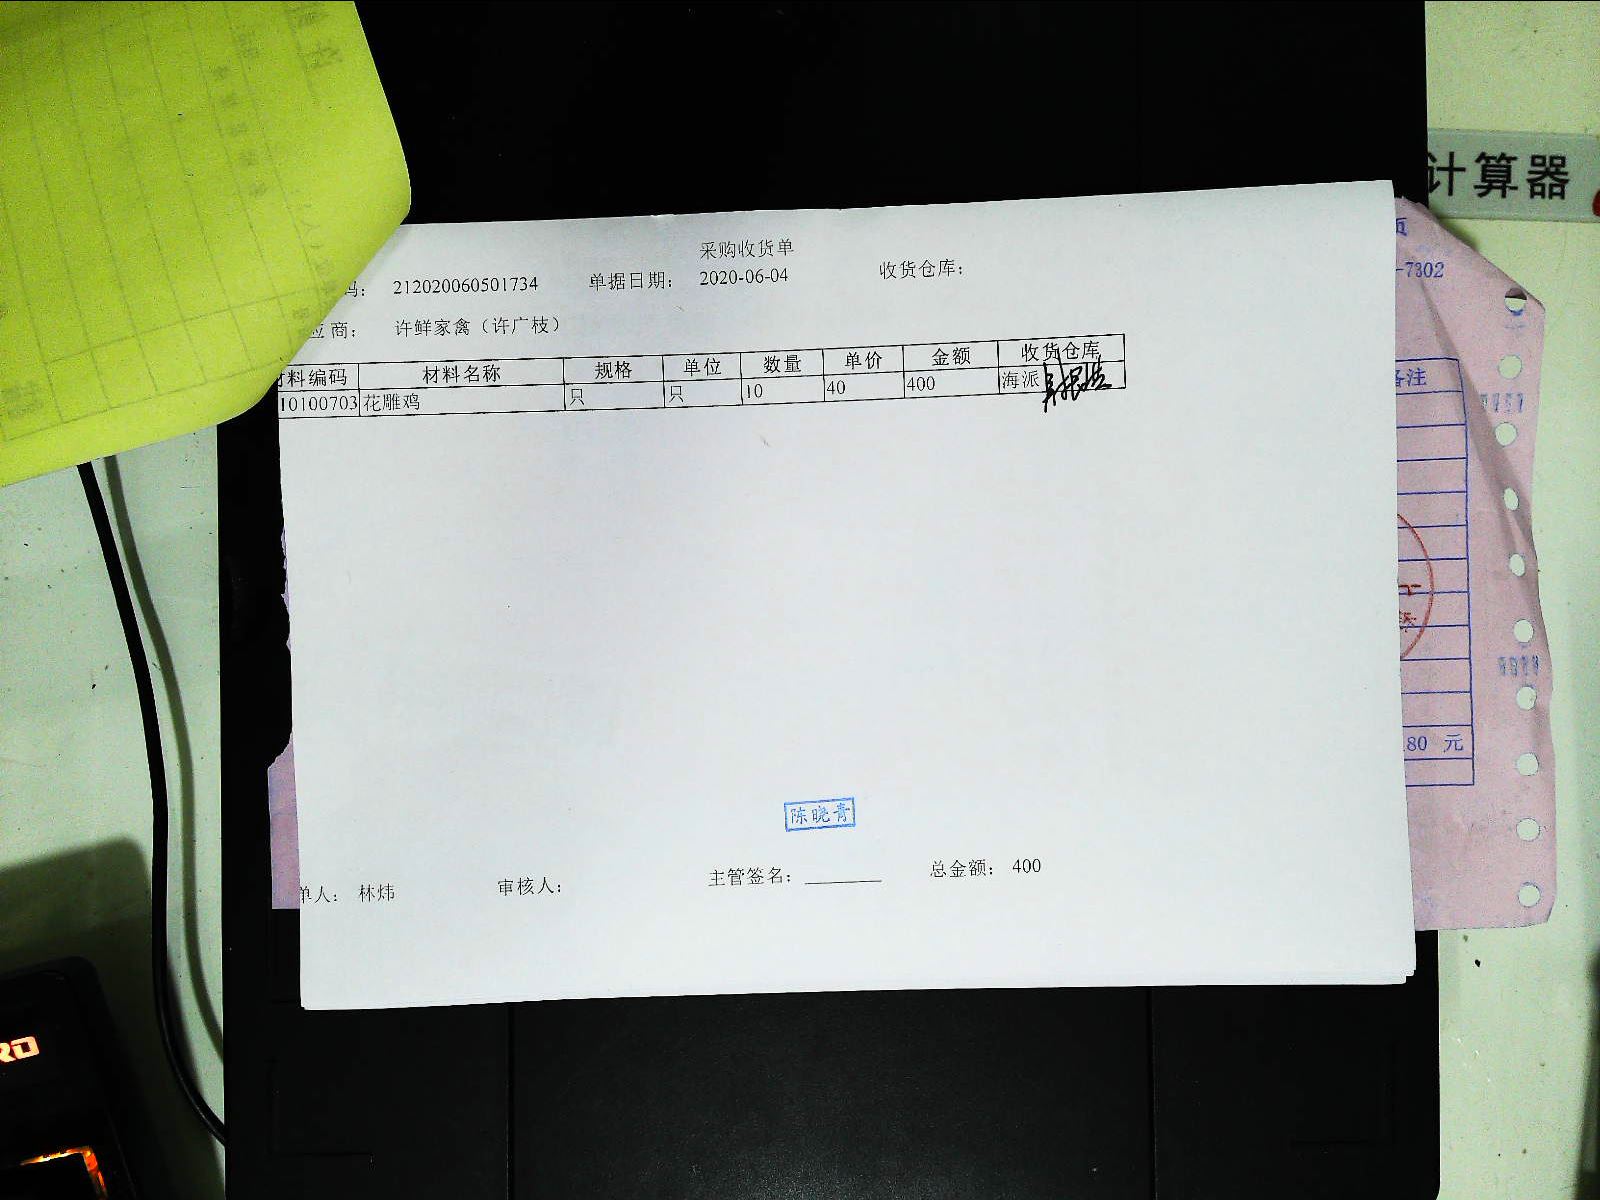 采购收货单
码： 212020060501734 单据日期： 2020-06-04 收货仓库：
应商： 许鲜家禽（许广枝）
材料编码 材料名称 规格 单位 数量 单价 金额 收货仓库
10100703 花雕鸡 只 只 10 40 400 海派
陈晓青
单人： 林炜 审核人： 主管签名：________ 总金额： 400
计算器
页
-7302
备注
.80 元
RO